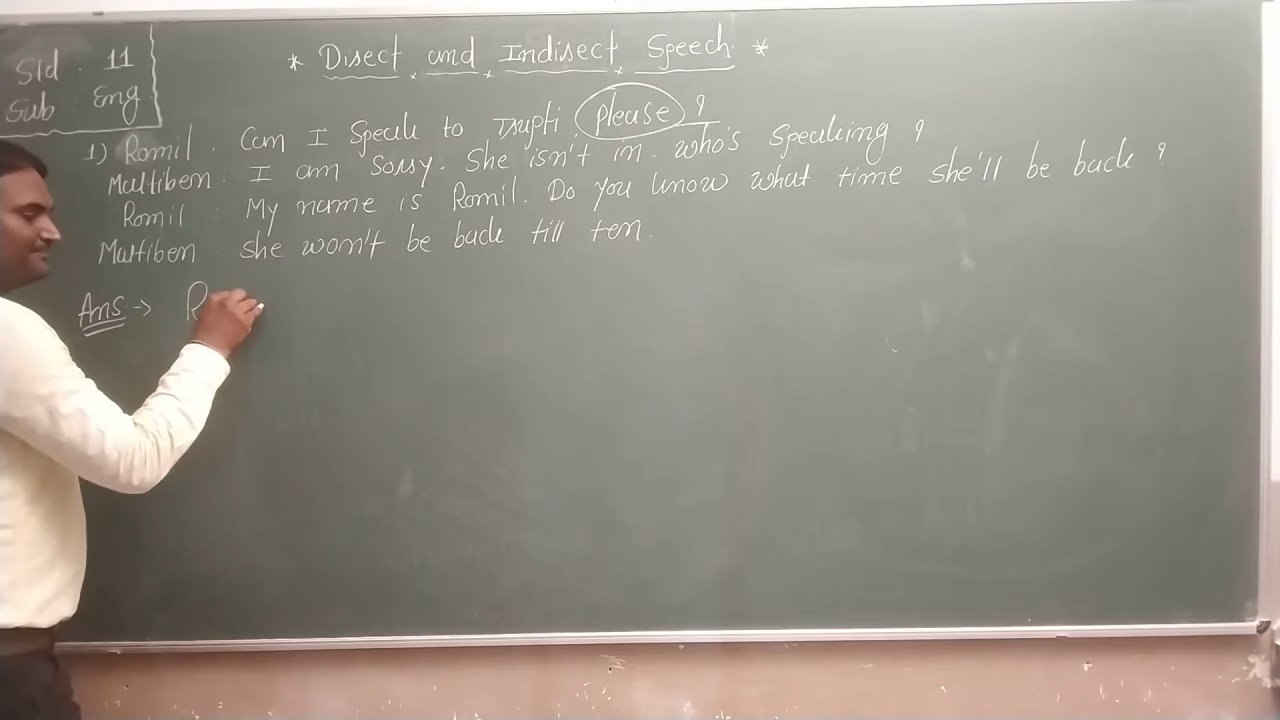 Std. 11
Sub Eng
* Direct and Indirect Speech *
1) Romil. Can I Speak to Trupti, Please ?
Maltiben : I am sorry. She isn't in. who's speaking ?
Romil : My name is Romil. Do you know what time she'll be back ?
Maltiben she won't be back till ten.
Ans → R